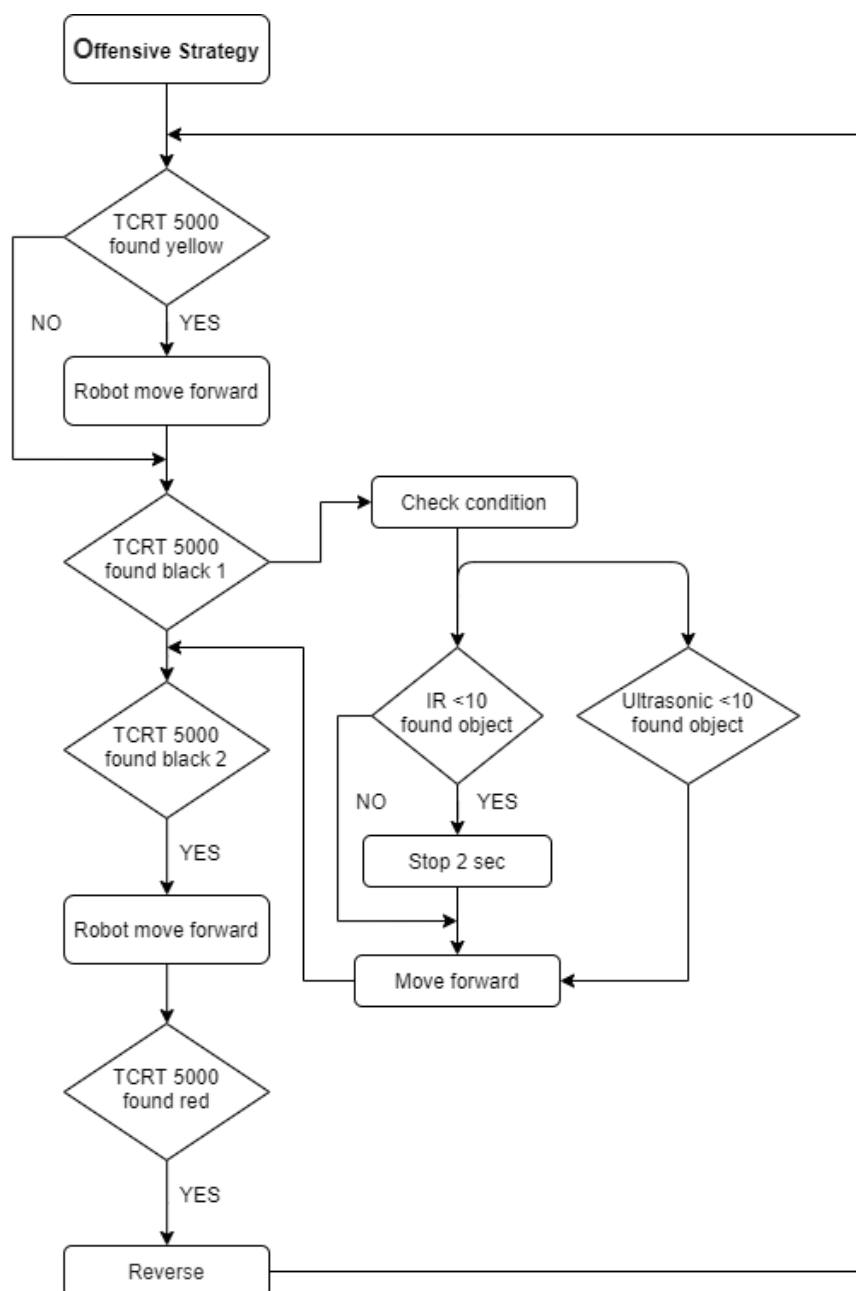 Offensive Strategy
TCRT 5000
found yellow
NO
YES
Robot move forward
Check condition
TCRT 5000
found black 1
IR <10
found object
Ultrasonic <10
found object
TCRT 5000
found black 2
NO
YES
YES
Stop 2 sec
Robot move forward
Move forward
TCRT 5000
found red
YES
Reverse